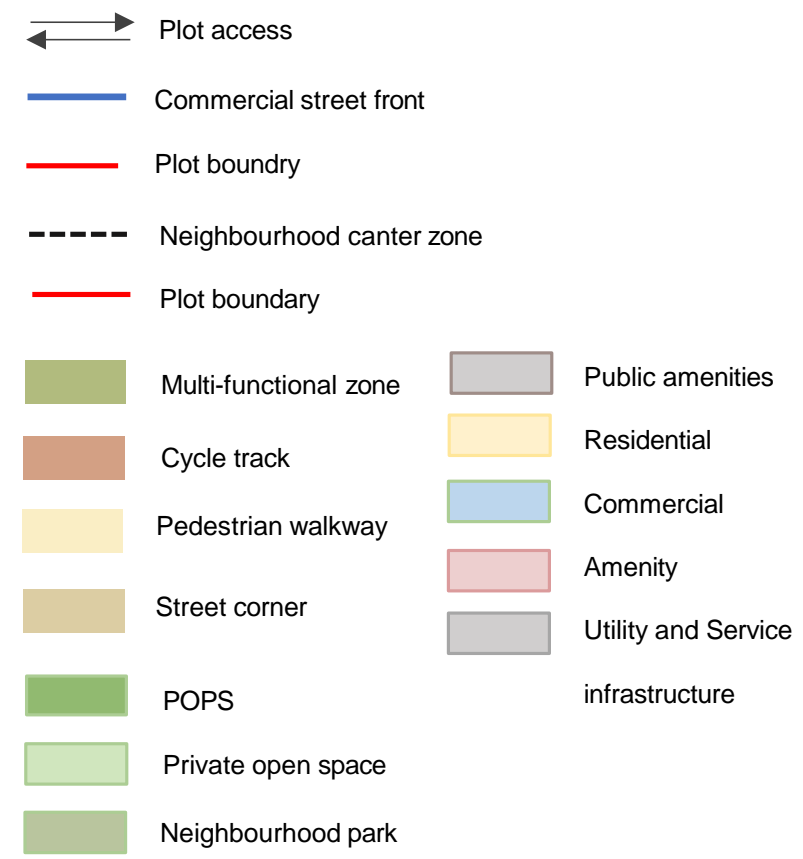 Plot access
Commercial street front
Plot boundry
Neighbourhood canter zone
Plot boundary
Multi-functional zone
Cycle track
Pedestrian walkway
Street corner
POPS
Private open space
Neighbourhood park
Public amenities
Residential
Commercial
Amenity
Utility and Service
infrastructure